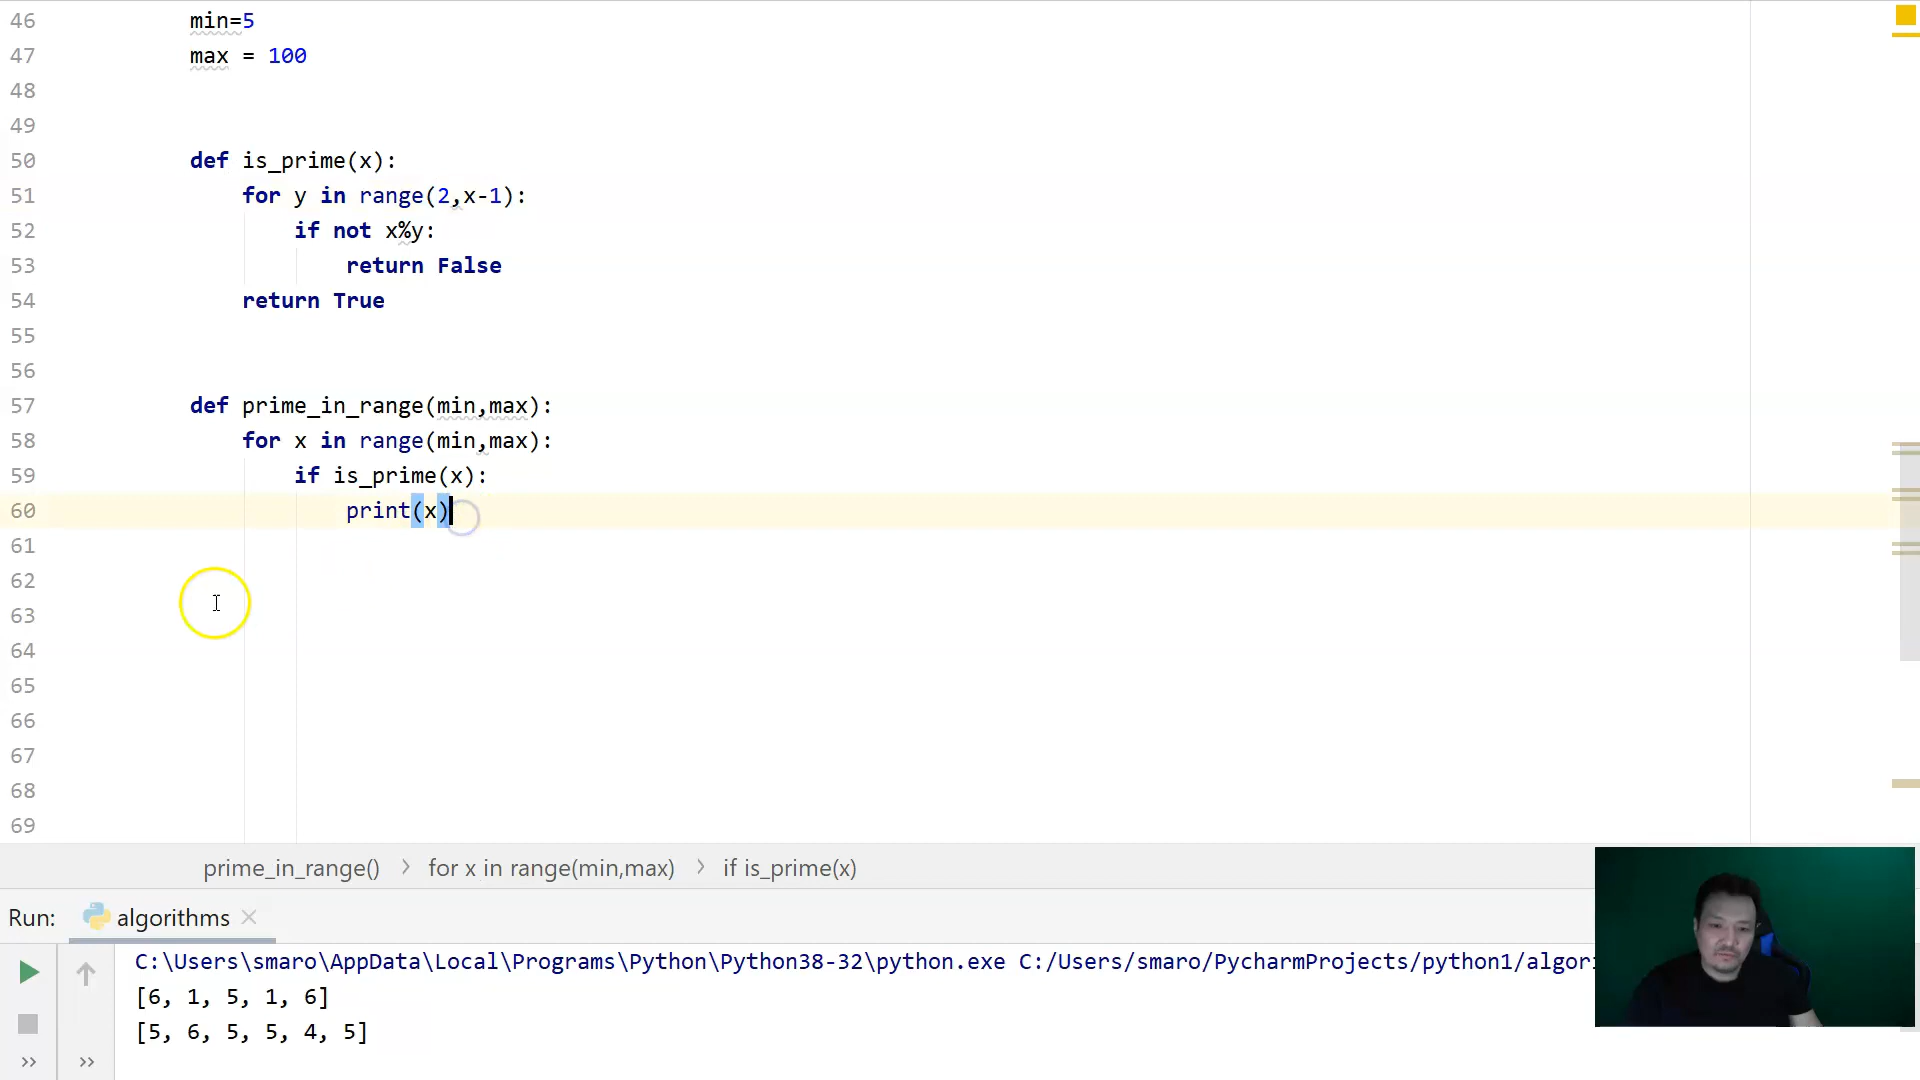 46 min=5
47 max = 100
48
49
50 def is_prime(x):
51 for y in range(2,x-1):
52 if not x%y:
53 return False
54 return True
55
56
57 def prime_in_range(min,max):
58 for x in range(min,max):
59 if is_prime(x):
60 print(x)
61
62
63
64
65
66
67
68
69
prime_in_range() > for x in range(min,max) > if is_prime(x)
Run: algorithms
C:\Users\smaro\AppData\Local\Programs\Python\Python38-32\python.exe C:/Users/smaro/PycharmProjects/python1/algori
[6, 1, 5, 1, 6]
[5, 6, 5, 5, 4, 5]